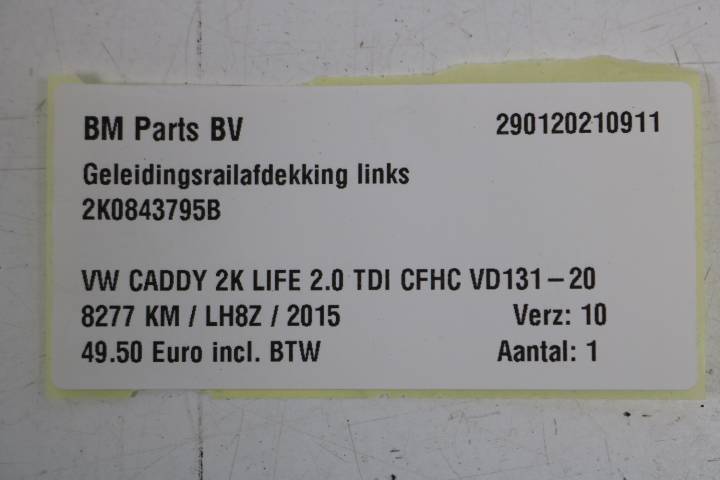 BM Parts BV 290120210911
Geleidingsrailafdekking links
2K0843795B
VW CADDY 2K LIFE 2.0 TDI CFHC VD131-20
8277 KM / LH8Z / 2015 Verz: 10
49.50 Euro incl. BTW Aantal: 1